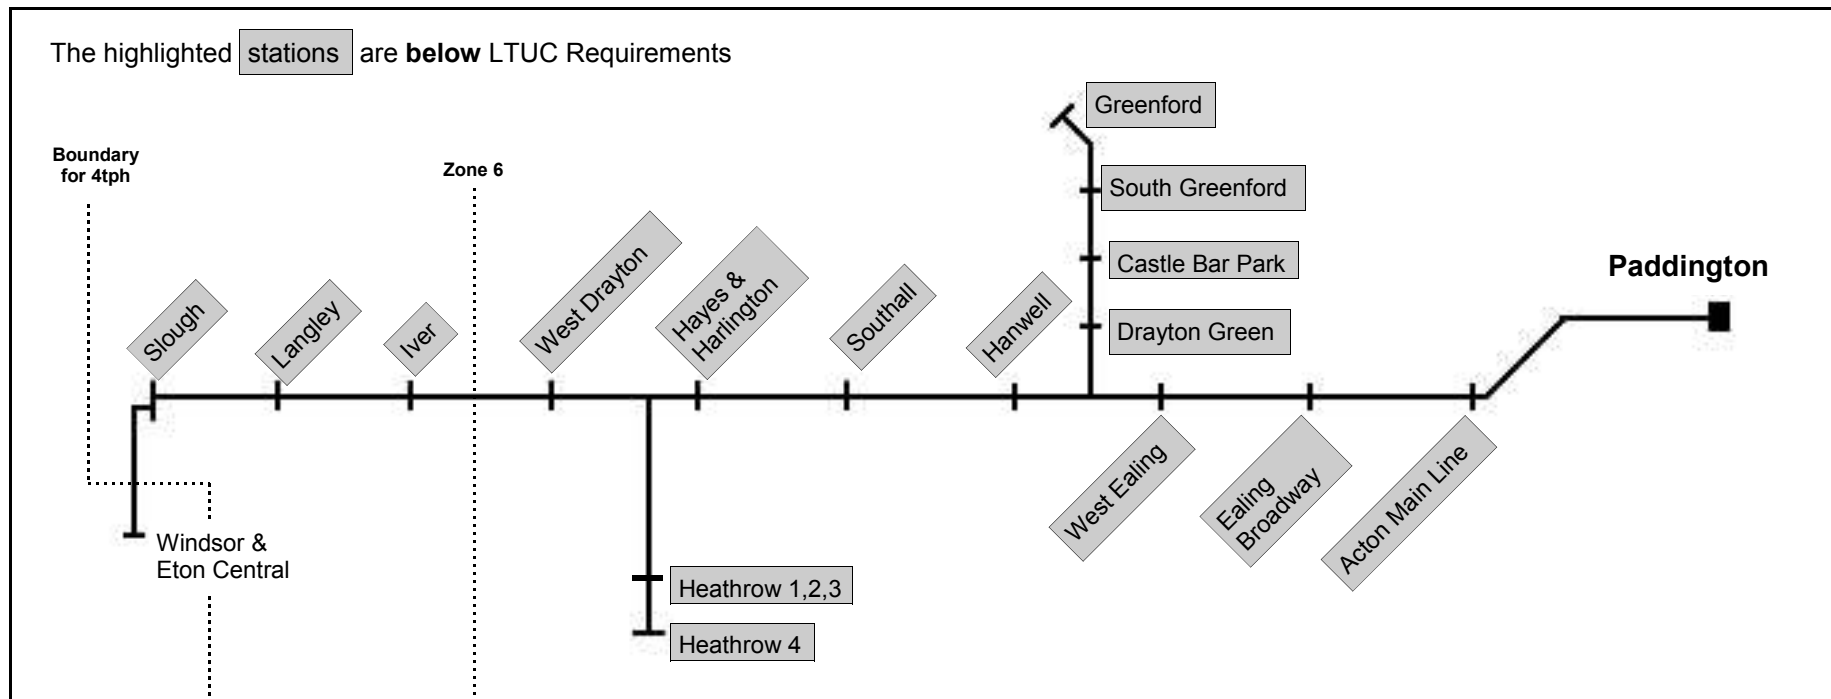 The highlighted stations are below LTUC Requirements
Boundary
for 4tph
Zone 6
Greenford
South Greenford
Castle Bar Park
Drayton Green
Paddington
Slough
Langley
Iver
West Drayton
Hayes &
Harlington
Southall
Hanwell
West Ealing
Ealing
Broadway
Acton Main Line
Windsor &
Eton Central
Heathrow 1,2,3
Heathrow 4